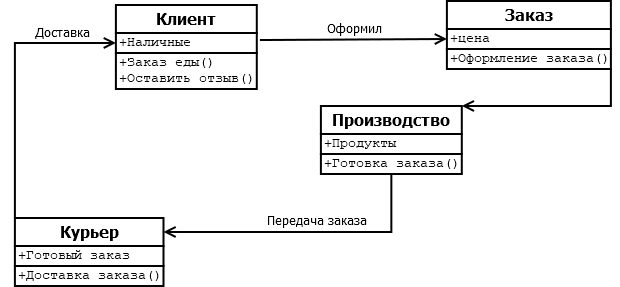 Клиент
+Наличные
+Заказ еды()
+Оставить отзыв()
Оформил
Заказ
+цена
+Оформление заказа()
Доставка
Производство
+Продукты
+Готовка заказа()
Передача заказа
Курьер
+Готовый заказ
+Доставка заказа()